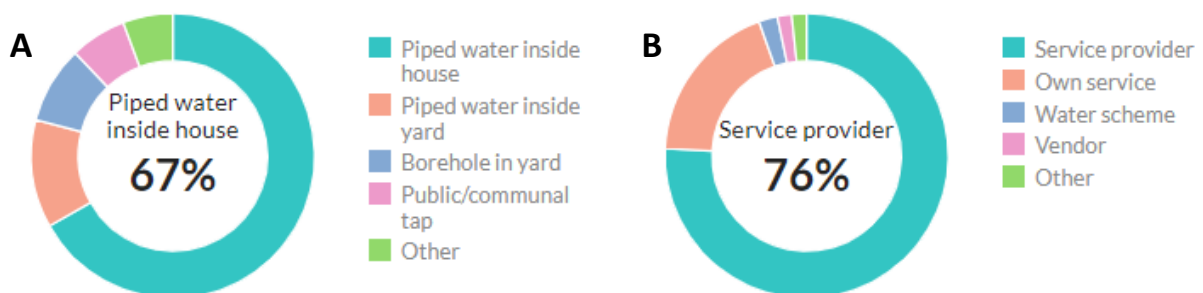 A
Piped water
inside house
67%
Piped water inside
house
Piped water inside
yard
Borehole in yard
Public/communal
tap
Other
B
Service provider
76%
Service provider
Own service
Water scheme
Vendor
Other